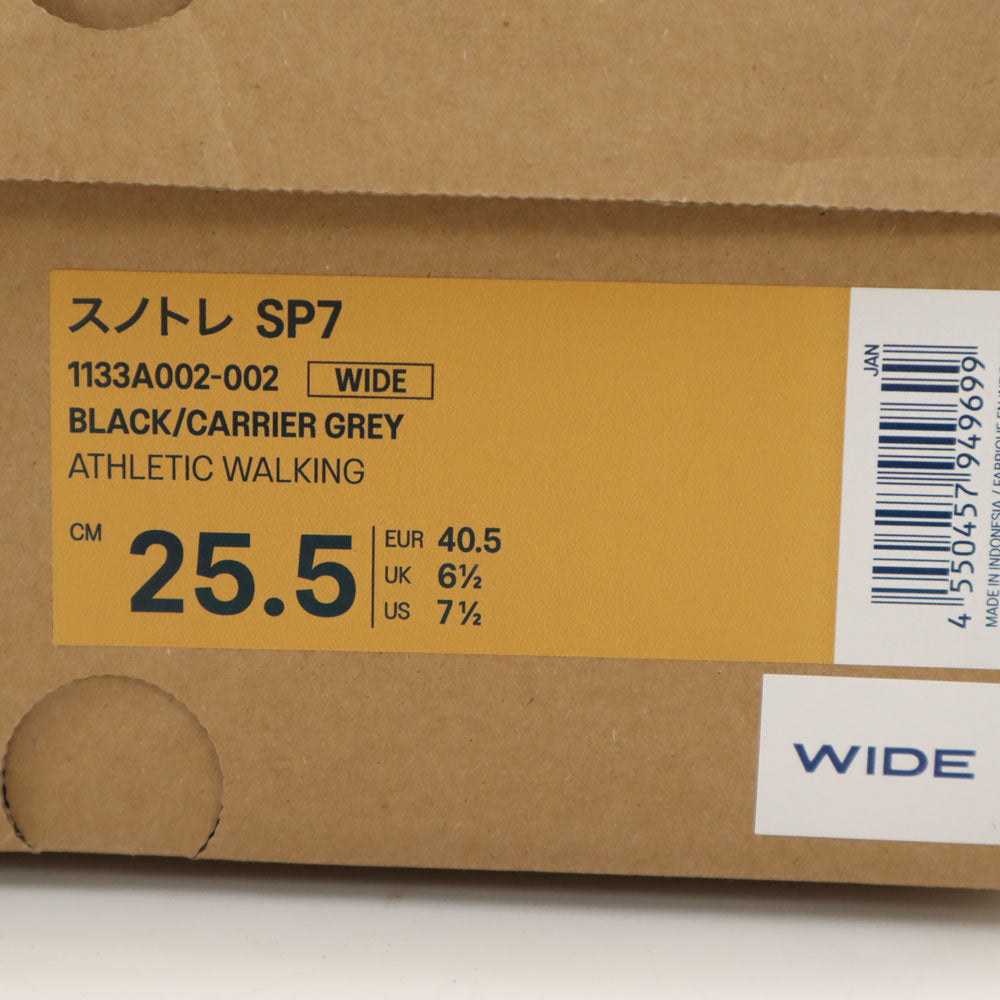 スノトレ SP7
1133A002-002 WIDE
BLACK/CARRIER GREY
ATHLETIC WALKING
CM 25.5
EUR 40.5
UK 6½
US 7½
JAN
4 550457 949699
MADE IN INDONESIA /
WIDE